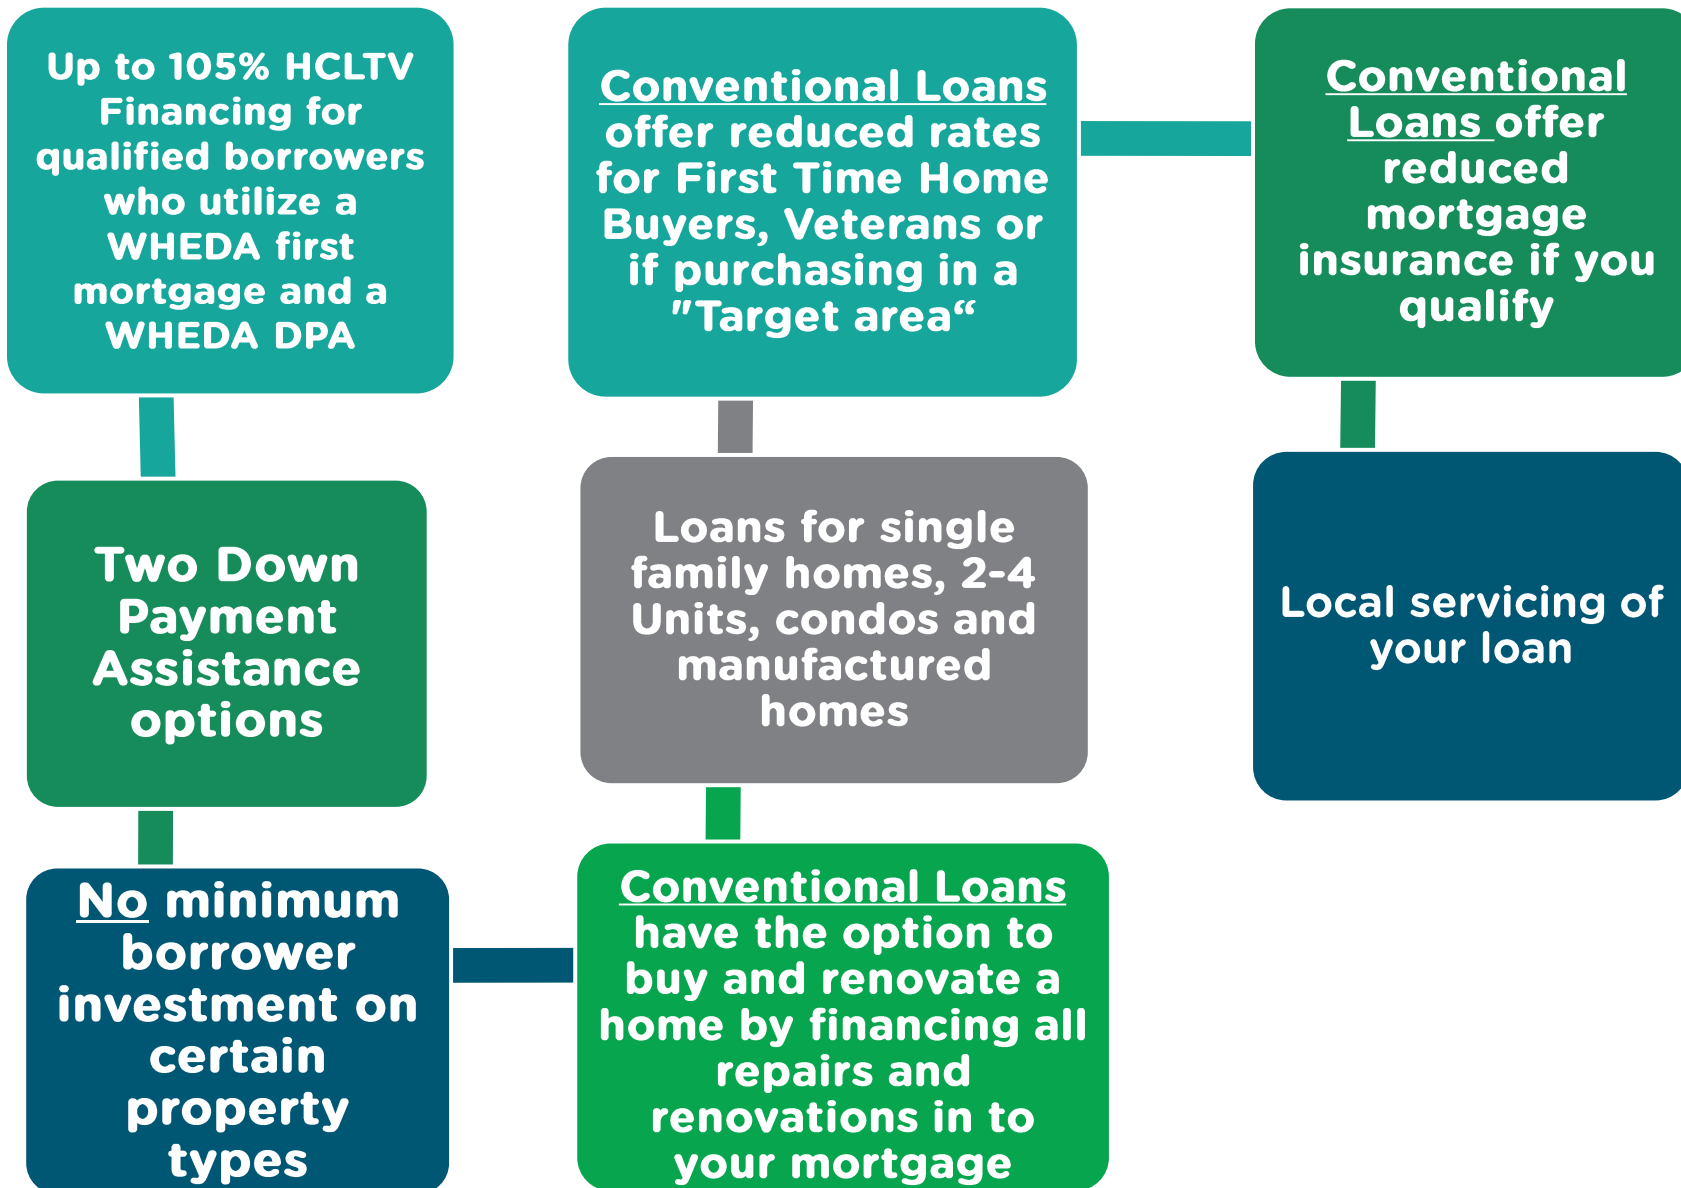 Up to 105% HCLTV
Financing for
qualified borrowers
who utilize a
WHEDA first
mortgage and a
WHEDA DPA
Two Down
Payment
Assistance
options
No minimum
borrower
investment on
certain
property
types
Conventional Loans
have the option to
buy and renovate a
home by financing all
repairs and
renovations in to
your mortgage
Loans for single
family homes, 2-4
Units, condos and
manufactured
homes
Conventional Loans
offer reduced rates
for First Time Home
Buyers, Veterans or
if purchasing in a
"Target area“
Conventional
Loans offer
reduced
mortgage
insurance if you
qualify
Local servicing of
your loan